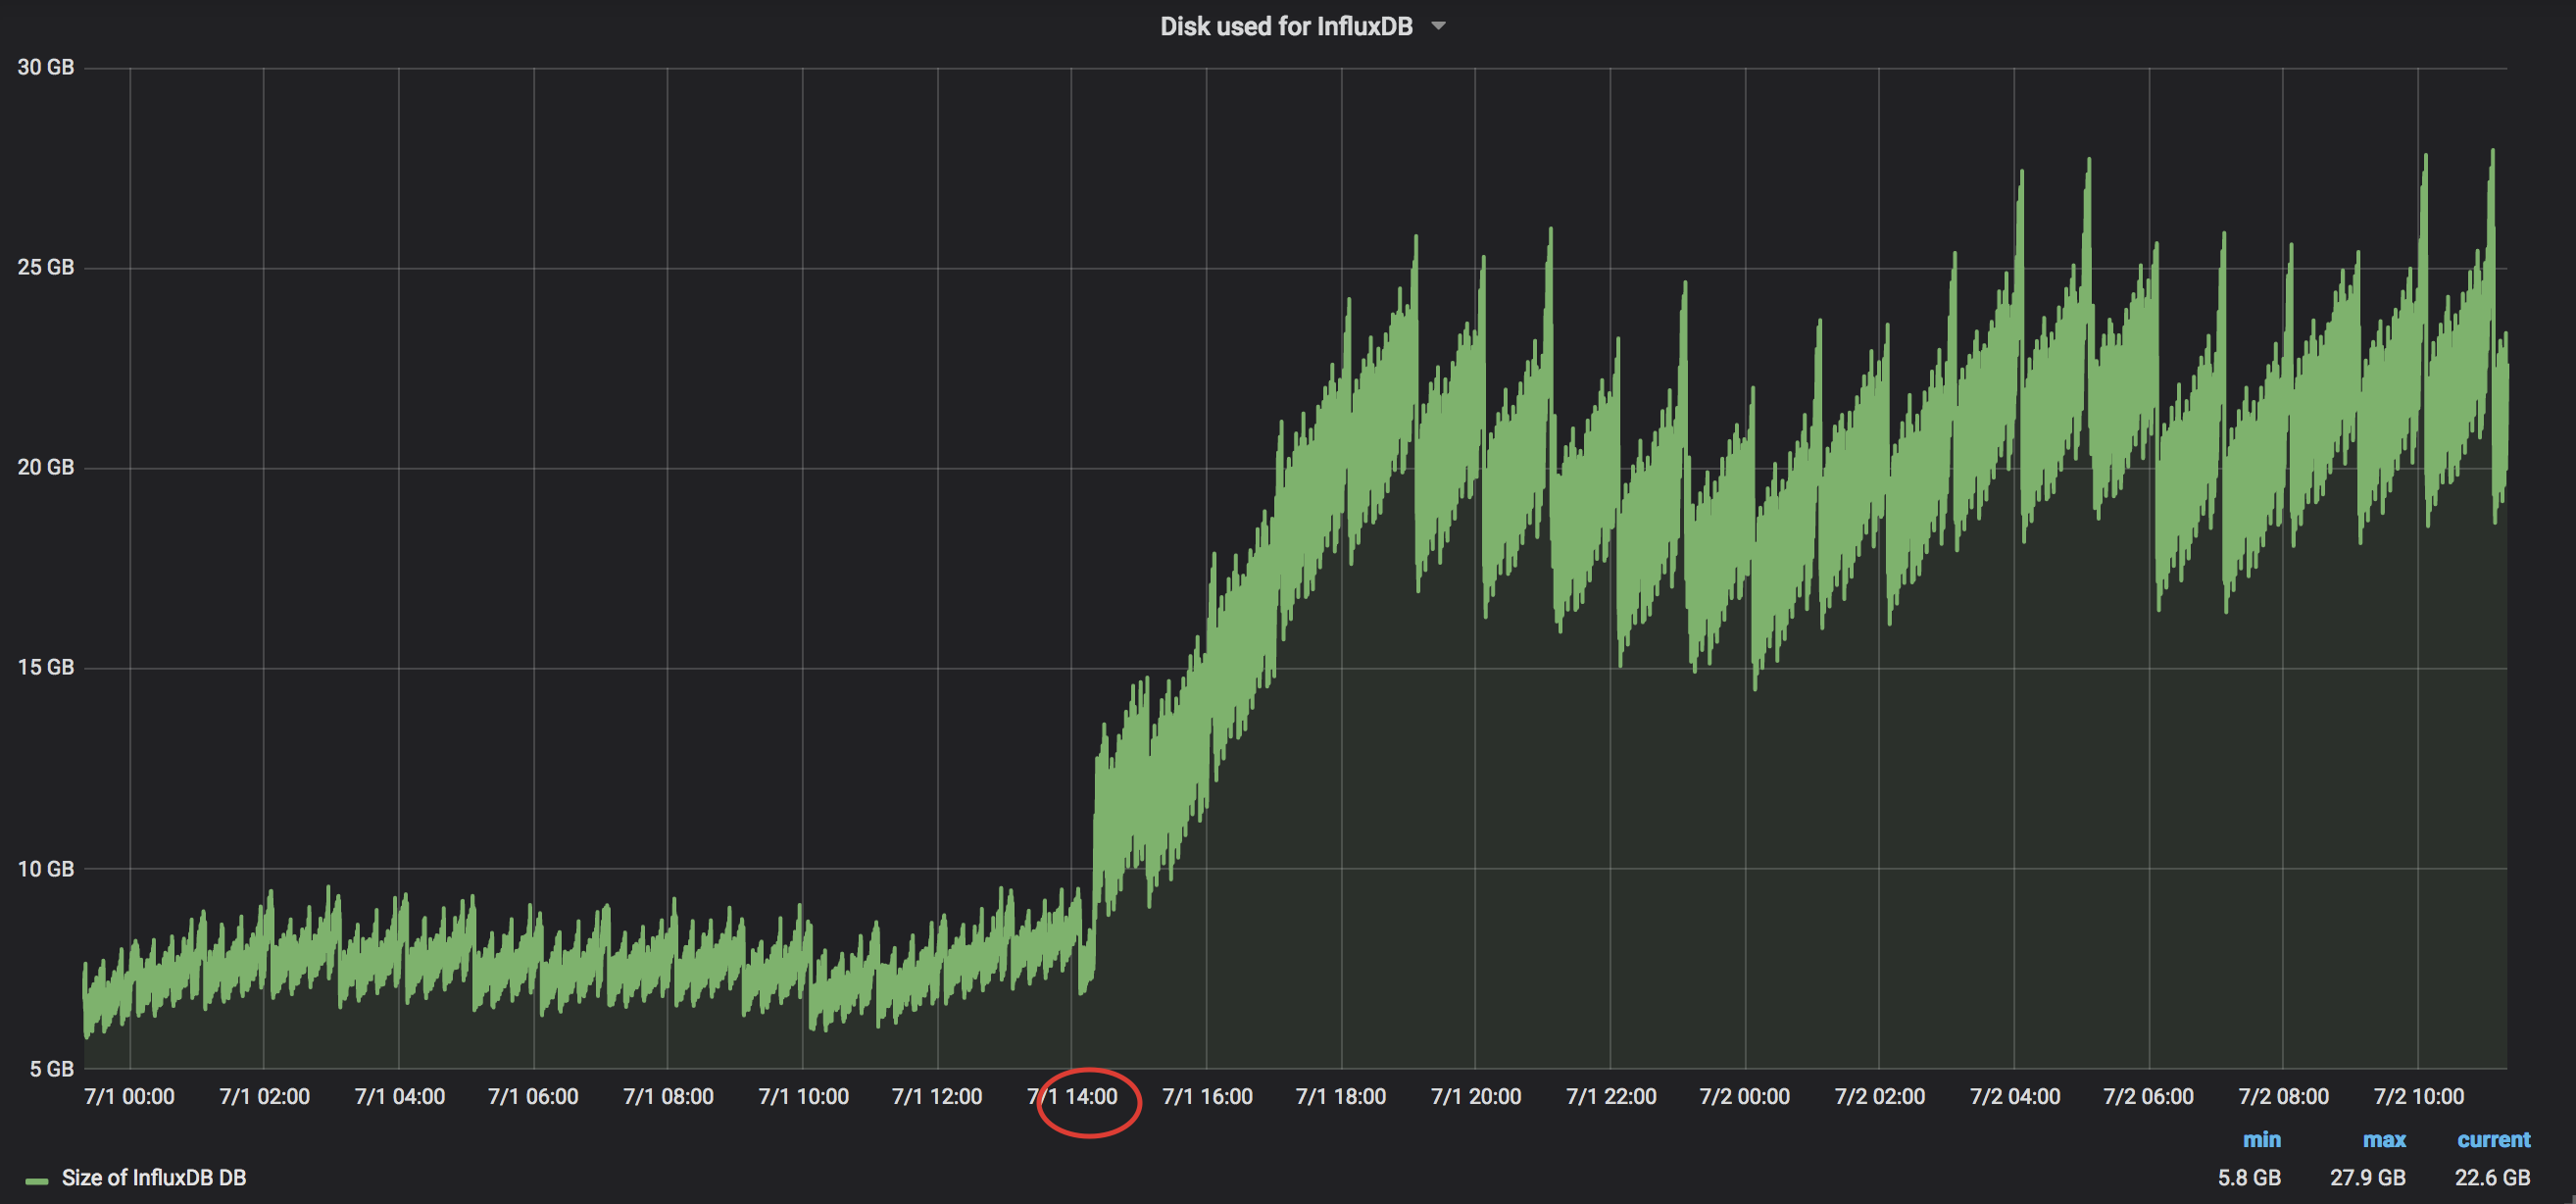 Disk used for InfluxDB
30 GB
25 GB
20 GB
15 GB
10 GB
5 GB
7/1 00:00 7/1 02:00 7/1 04:00 7/1 06:00 7/1 08:00 7/1 10:00 7/1 12:00 7/1 14:00 7/1 16:00 7/1 18:00 7/1 20:00 7/1 22:00 7/2 00:00 7/2 02:00 7/2 04:00 7/2 06:00 7/2 08:00 7/2 10:00
min max current
Size of InfluxDB DB 5.8 GB 27.9 GB 22.6 GB